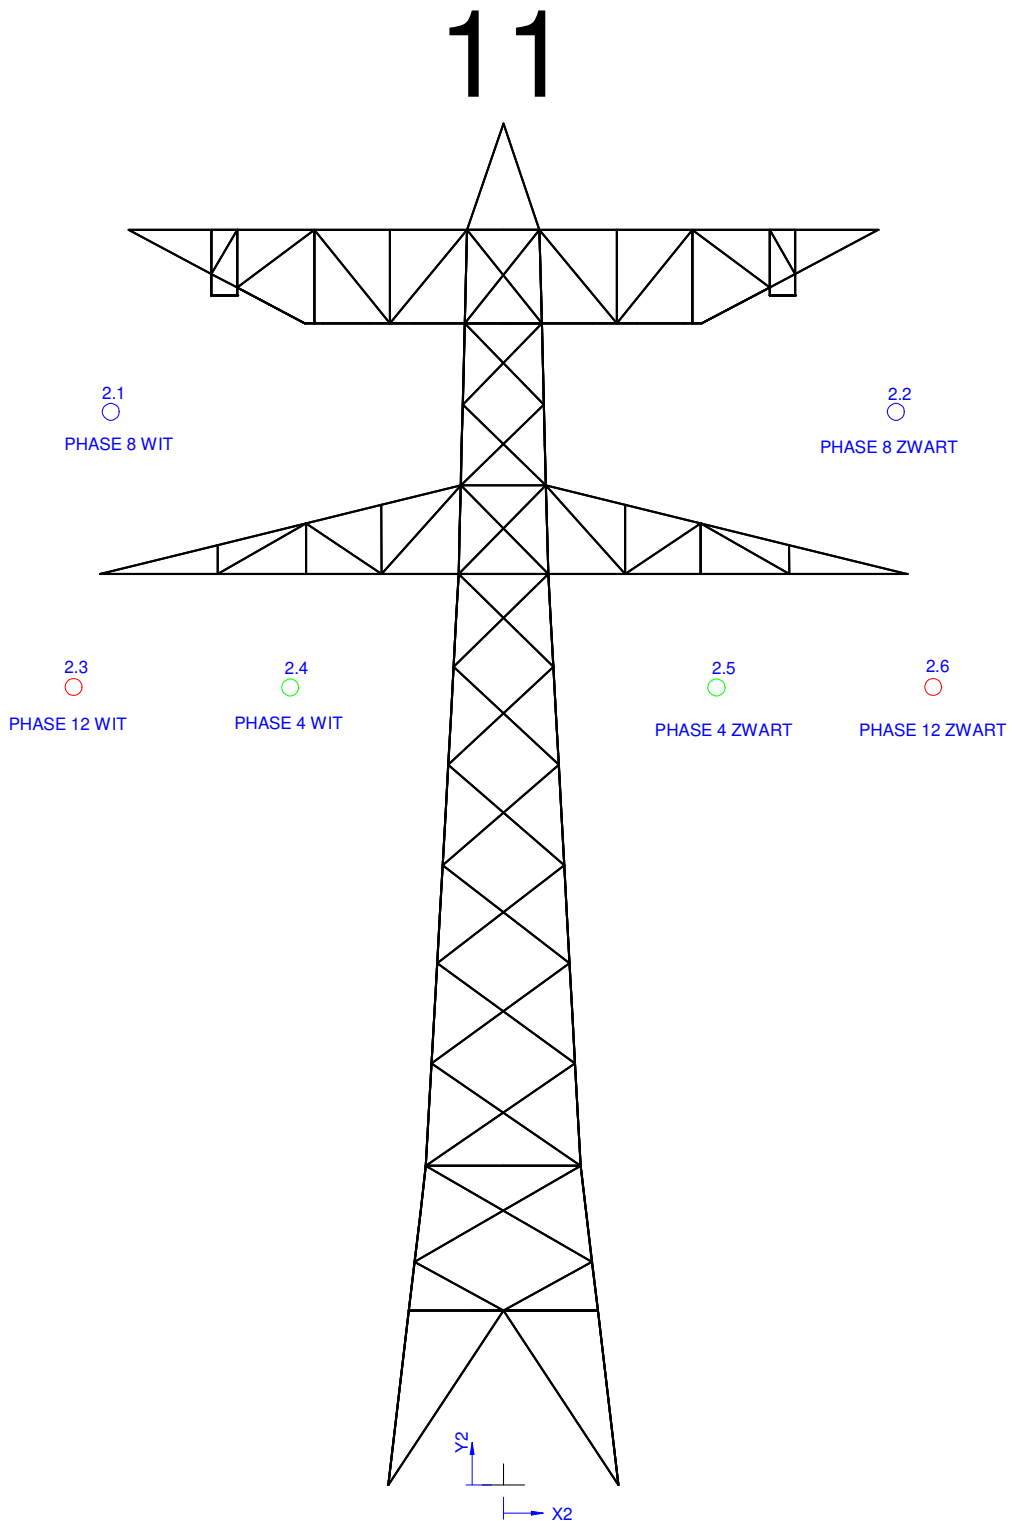 11
2.1
PHASE 8 WIT
2.2
PHASE 8 ZWART
2.3
PHASE 12 WIT
2.4
PHASE 4 WIT
2.5
PHASE 4 ZWART
2.6
PHASE 12 ZWART
Y2
X2